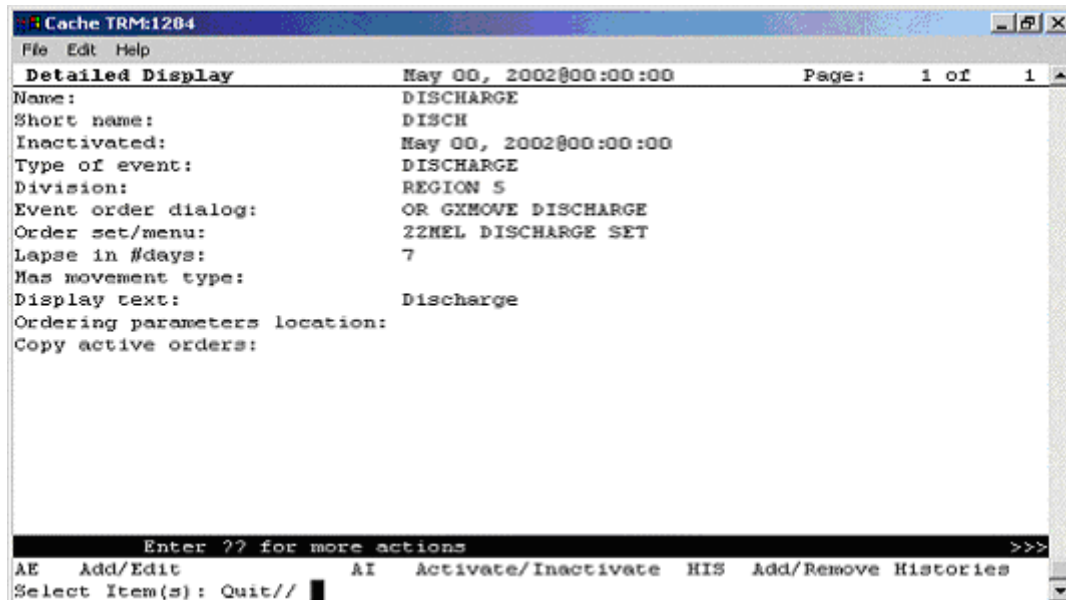 Cache TRM:1284
File Edit Help
Detailed Display May 00, 2002@00:00:00 Page: 1 of 1
Name: DISCHARGE
Short name: DISCH
Inactivated: May 00, 2002@00:00:00
Type of event: DISCHARGE
Division: REGION 5
Event order dialog: OR GXMOVE DISCHARGE
Order set/menu: 22MEL DISCHARGE SET
Lapse in #days: 7
Mas movement type:
Display text: Discharge
Ordering parameters location:
Copy active orders:
Enter ?? for more actions >>>
AE Add/Edit AI Activate/Inactivate HIS Add/Remove Histories
Select Item(s): Quit//